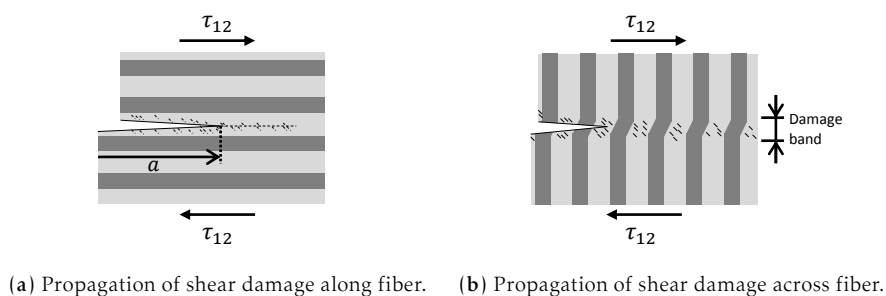 τ₁₂
τ₁₂
a
τ₁₂
τ₁₂
Damage
band
(a) Propagation of shear damage along fiber.
(b) Propagation of shear damage across fiber.